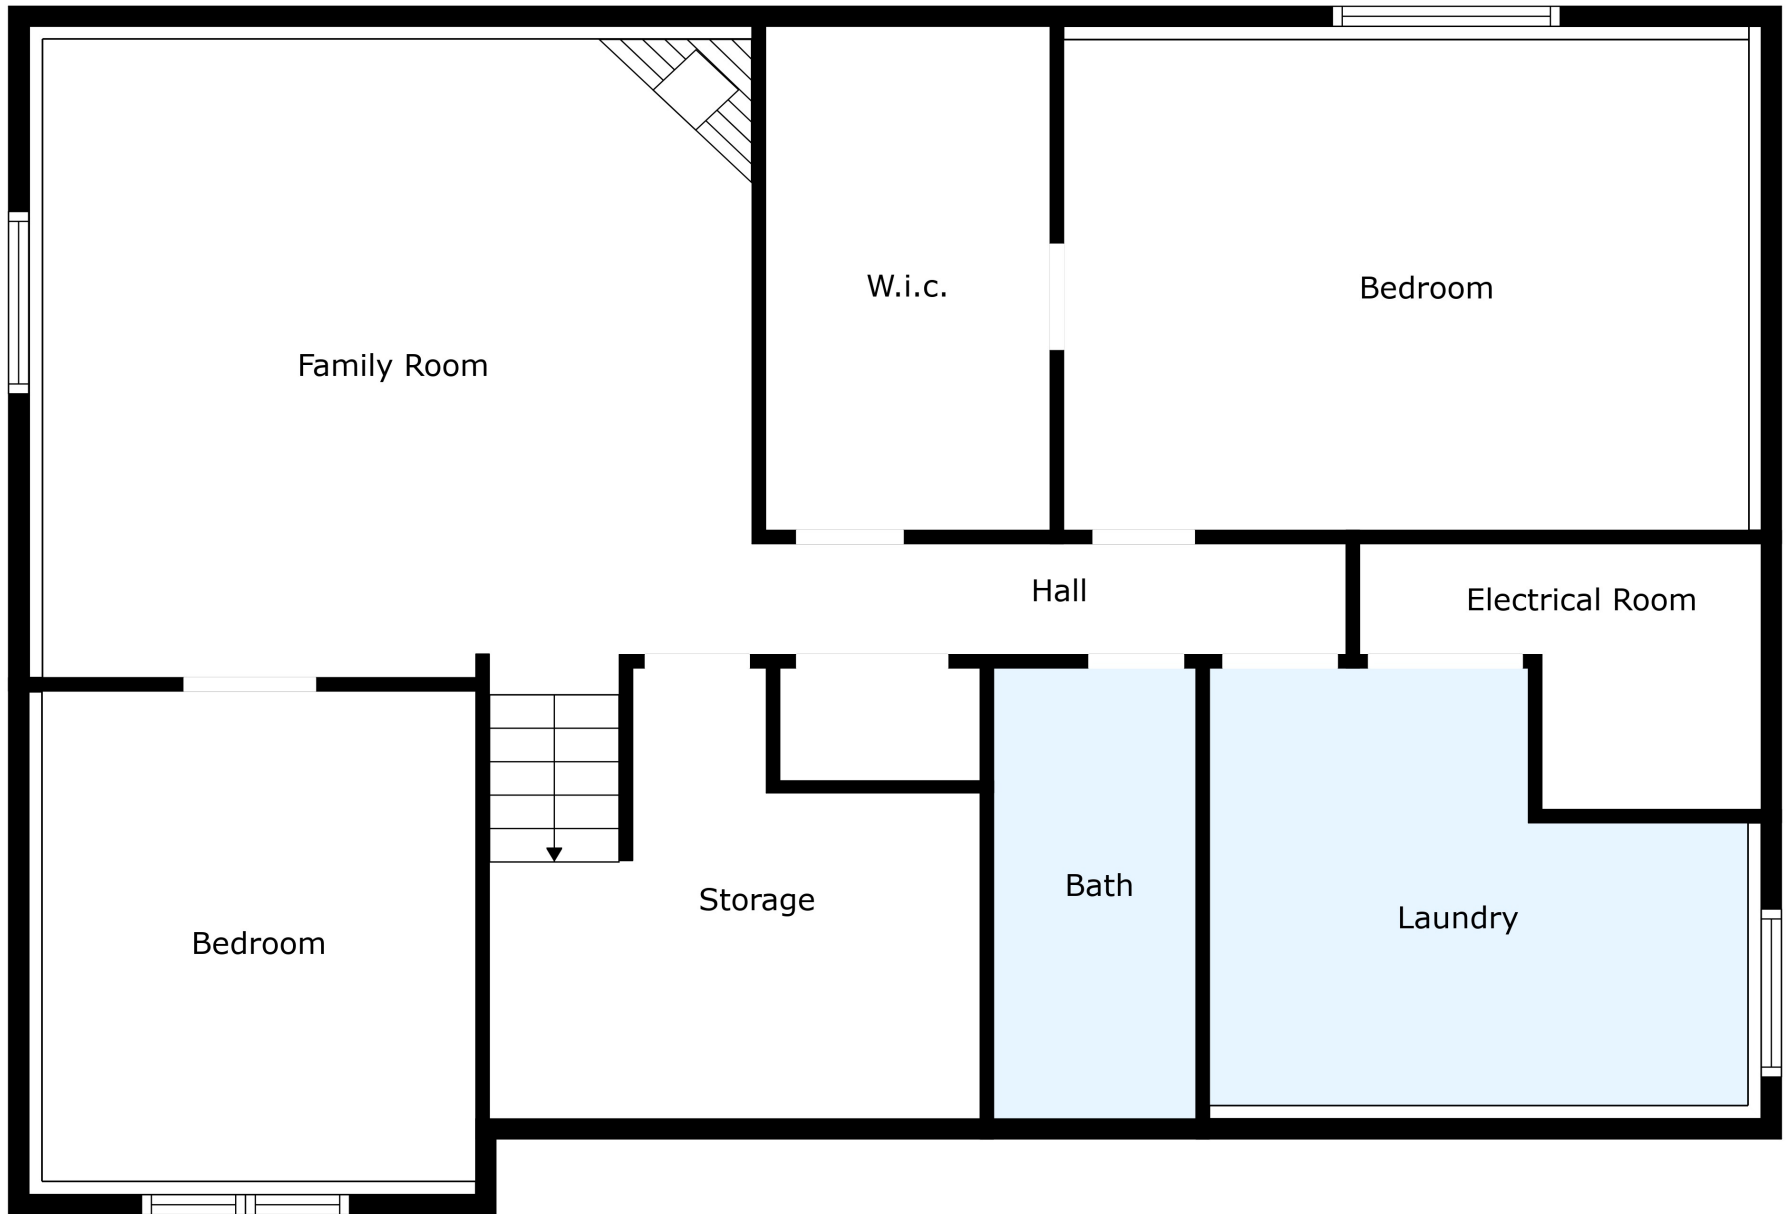 W.i.c.
Bedroom
Family Room
Hall
Electrical Room
Bath
Storage
Laundry
Bedroom